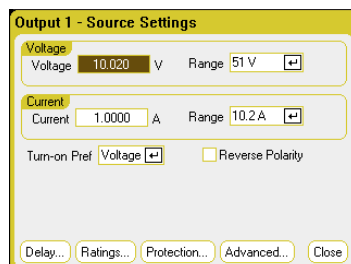 Output 1 - Source Settings
Voltage
Voltage 10.020 V Range 51 V
Current
Current 1.0000 A Range 10.2 A
Turn-on Pref Voltage Reverse Polarity
Delay... Ratings... Protection... Advanced... Close